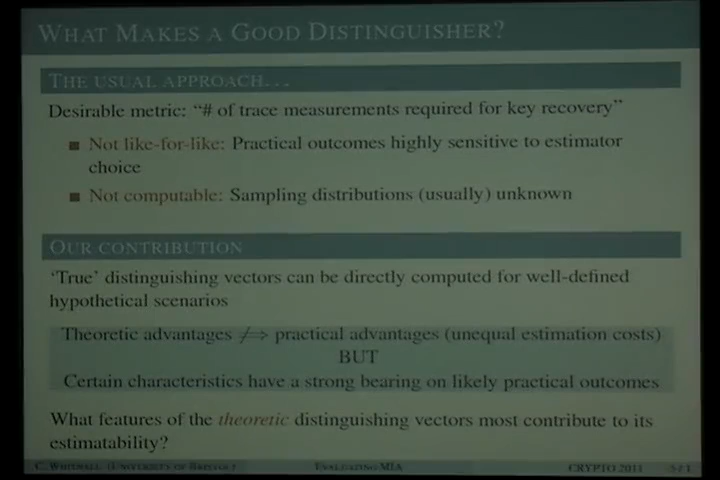 WHAT MAKES A GOOD DISTINGUISHER?
THE USUAL APPROACH...
Desirable metric: "# of trace measurements required for key recovery"
Not like-for-like: Practical outcomes highly sensitive to estimator
choice
Not computable: Sampling distributions (usually) unknown
OUR CONTRIBUTION
'True' distinguishing vectors can be directly computed for well-defined
hypothetical scenarios
Theoretic advantages ⇏ practical advantages (unequal estimation costs)
BUT
Certain characteristics have a strong bearing on likely practical outcomes
What features of the theoretic distinguishing vectors most contribute to its
estimatability?
C. WHITNALL (UNIVERSITY OF BRISTOL) EVALUATING MIA CRYPTO 2011